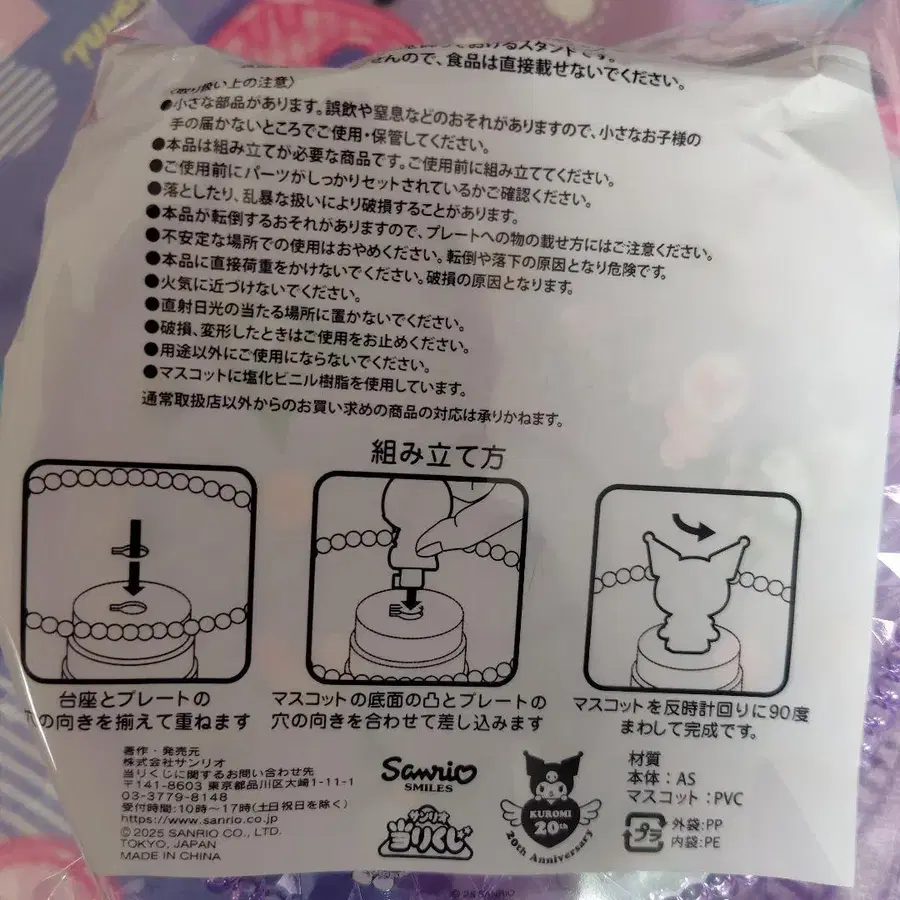 おけるスタンドです。
せんので、食品は直接載せないでください。
〈取り扱い上の注意〉
●小さな部品があります。誤飲や窒息などのおそれがありますので、小さなお子様の
手の届かないところでご使用・保管してください。
●本品は組み立てが必要な商品です。ご使用前に組み立ててください。
●ご使用前にパーツがしっかりセットされているかご確認ください。
●落としたり、乱暴な扱いにより破損することがあります。
●本品が転倒するおそれがありますので、プレートへの物の載せ方にはご注意ください。
●不安定な場所での使用はおやめください。転倒や落下の原因となり危険です。
●本品に直接荷重をかけないでください。破損の原因となります。
●火気に近づけないでください。
●直射日光の当たる場所に置かないでください。
●破損、変形したときはご使用をお止めください。
●用途以外にご使用にならないでください。
●マスコットに塩化ビニル樹脂を使用しています。
通常取扱店以外からのお買い求めの商品の対応は承りかねます。
組み立て方
台座とプレートの
穴の向きを揃えて重ねます
マスコットの底面の凸とプレートの
穴の向きを合わせて差し込みます
マスコットを反時計回りに90度
まわして完成です。
著作・発売元
株式会社サンリオ
当りくじに関するお問い合わせ先
〒141-8603 東京都品川区大崎1-11-1
03-3779-8148
受付時間:10時〜17時(土日祝日を除く)
https://www.sanrio.co.jp
©2025 SANRIO CO., LTD.
TOKYO, JAPAN
MADE IN CHINA
Sanrio
SMILES
サンリオ
当りくじ
KUROMI
20th
20th Anniversary
材質
本体：AS
マスコット：PVC
プラ
外袋:PP
内袋:PE